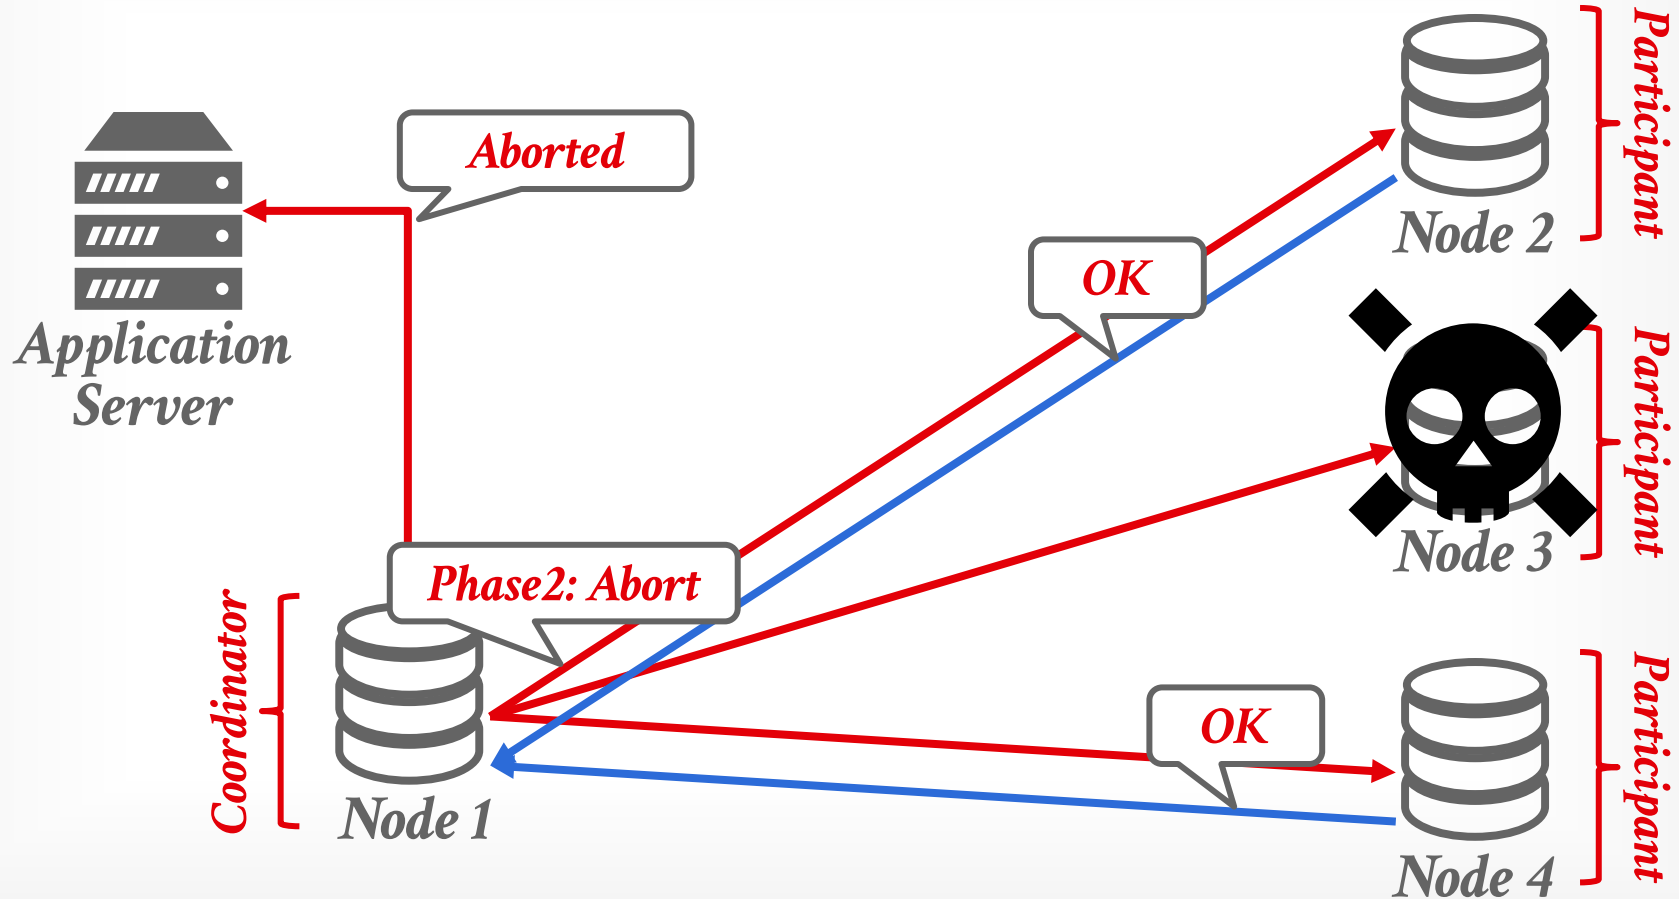 Aborted
Application
Server
OK
Node 2
Participant
Participant
Node 3
Phase2: Abort
Coordinator
Node 1
OK
Participant
Node 4